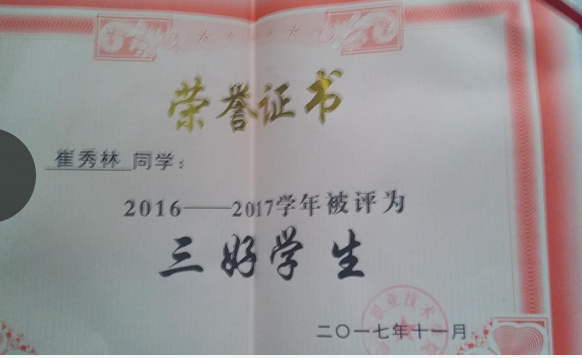 荣誉证书
崔秀林 同学：
2016——2017学年被评为
三好学生
二〇一七年十一月